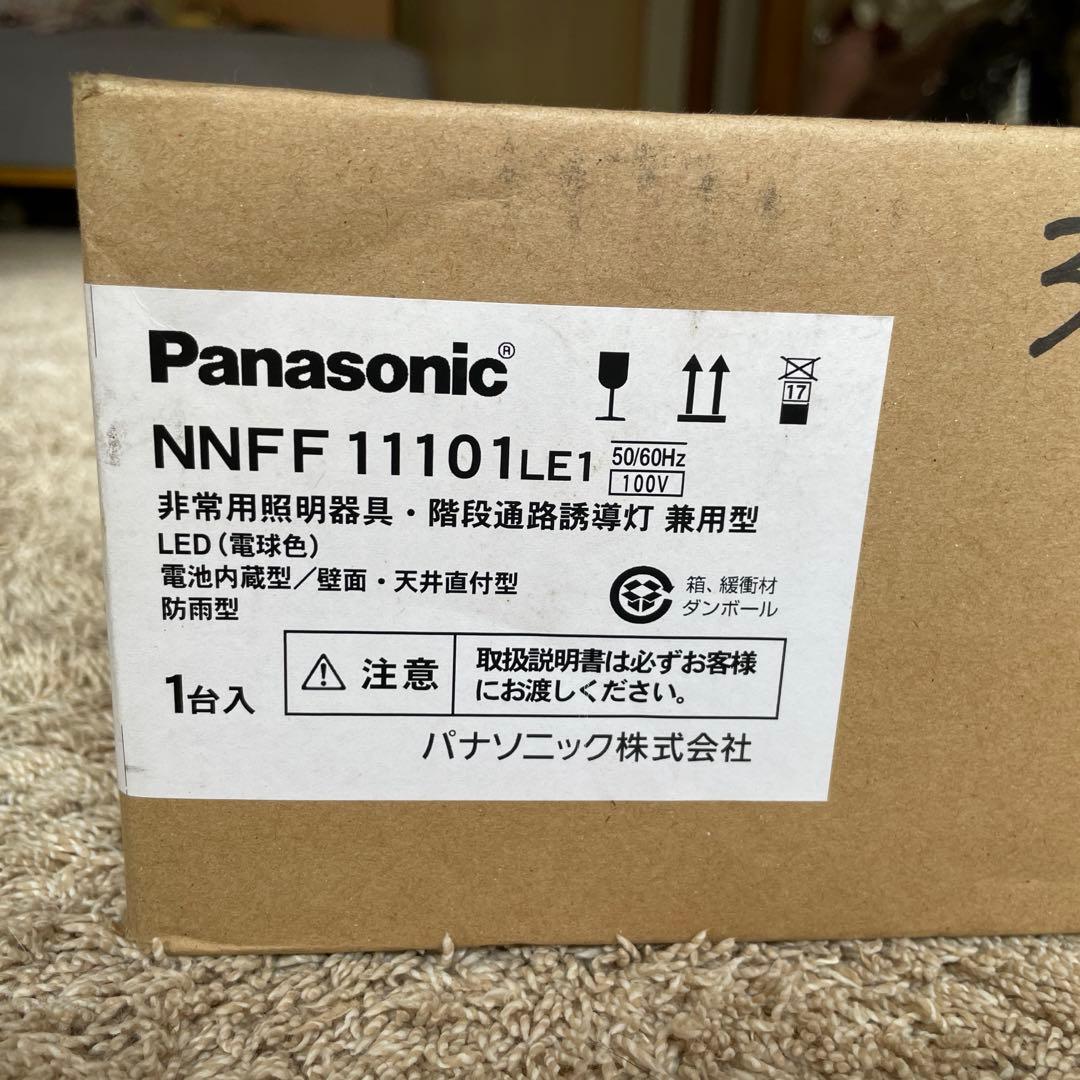 Panasonic®
17
NNFF 11101LE1 50/60Hz
100V
非常用照明器具・階段通路誘導灯 兼用型
LED(電球色)
電池内蔵型/壁面・天井直付型
防雨型
箱、緩衝材
ダンボール
1台入
注意
取扱説明書は必ずお客様
にお渡しください。
パナソニック株式会社